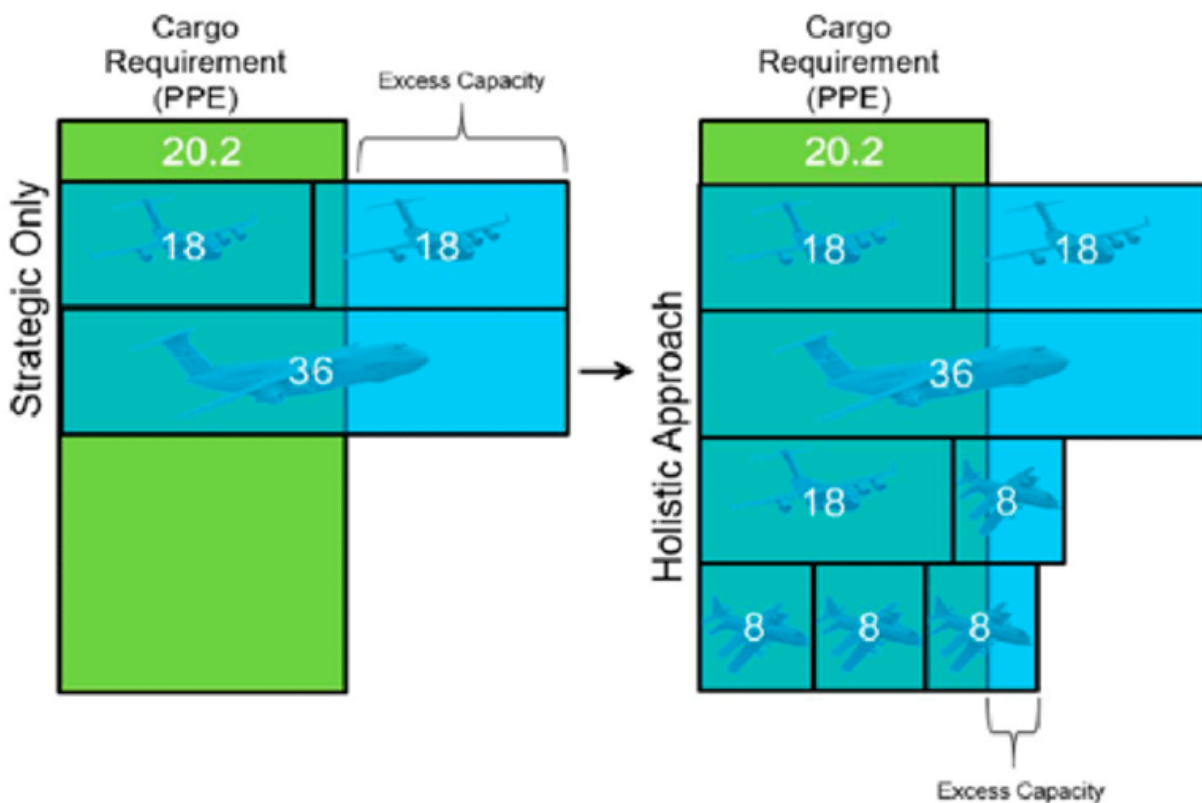 Cargo
Requirement
(PPE)
Excess Capacity
20.2
Strategic Only
18
18
36
Cargo
Requirement
(PPE)
20.2
Holistic Approach
18
18
36
18
8
8
8
8
Excess Capacity